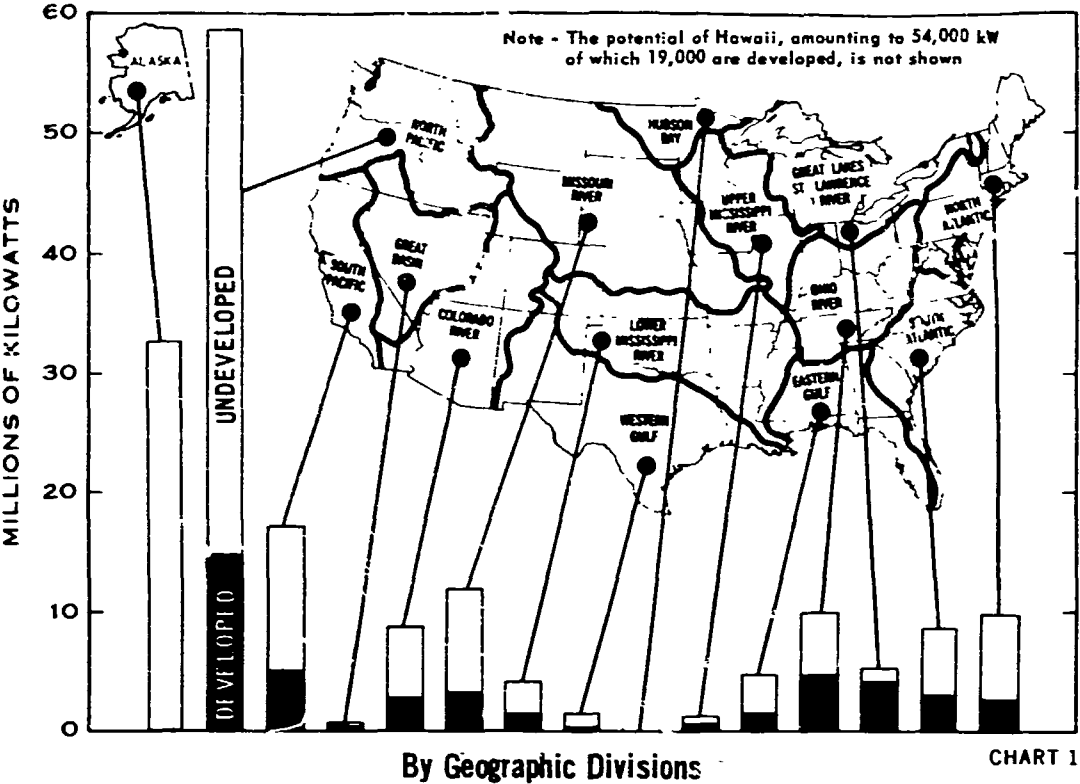 60
50
40
30
20
10
0
MILLIONS OF KILOWATTS
Note - The potential of Hawaii, amounting to 54,000 kW
of which 19,000 are developed, is not shown
ALASKA
UNDEVELOPED
DEVELOPED
NORTH
PACIFIC
HUDSON
BAY
MISSOURI
RIVER
UPPER
MISSISSIPPI
RIVER
GREAT LAKES
ST. LAWRENCE
RIVER
NORTH
ATLANTIC
SOUTH
PACIFIC
GREAT
BASIN
COLORADO
RIVER
LOWER
MISSISSIPPI
RIVER
OHIO
RIVER
SOUTH
ATLANTIC
EASTERN
GULF
WESTERN
GULF
By Geographic Divisions
CHART 1